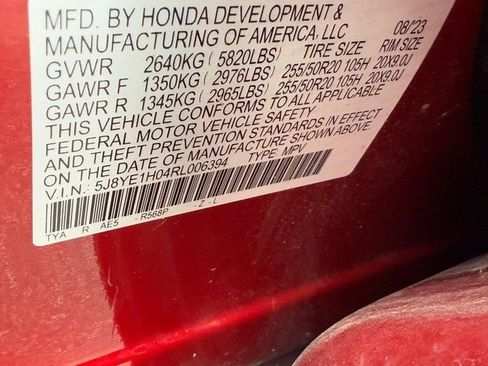 MFD. BY HONDA DEVELOPMENT &
MANUFACTURING OF AMERICA, LLC 08/23
GVWR 2640KG ( 5820LBS) TIRE SIZE RIM SIZE
GAWR F 1350KG ( 2976LBS) 255/50R20 105H 20X9.0J
GAWR R 1345KG ( 2965LBS) 255/50R20 105H 20X9.0J
THIS VEHICLE CONFORMS TO ALL APPLICABLE
FEDERAL MOTOR VEHICLE SAFETY
AND THEFT PREVENTION STANDARDS IN EFFECT
ON THE DATE OF MANUFACTURE SHOWN ABOVE.
V.I.N.: 5J8YE1H04RL006394 TYPE: MPV
TYA R AE5 - R568P - Z - L